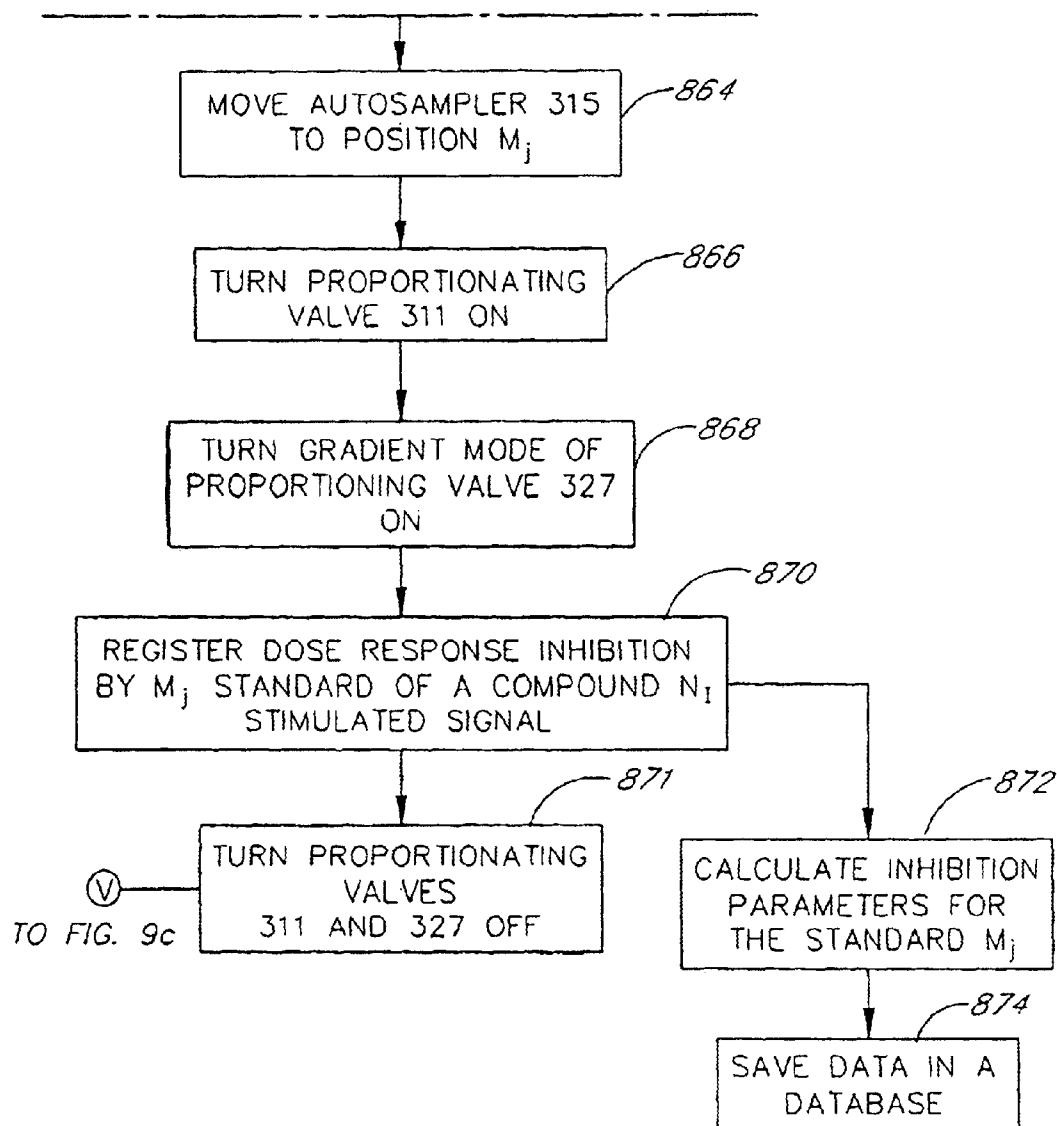 864
MOVE AUTOSAMPLER 315
TO POSITION Mj
866
TURN PROPORTIONATING
VALVE 311 ON
868
TURN GRADIENT MODE OF
PROPORTIONING VALVE 327
ON
870
REGISTER DOSE RESPONSE INHIBITION
BY Mj STANDARD OF A COMPOUND NI
STIMULATED SIGNAL
871
TURN PROPORTIONATING
VALVES
311 AND 327 OFF
V
TO FIG. 9c
872
CALCULATE INHIBITION
PARAMETERS FOR
THE STANDARD Mj
874
SAVE DATA IN A
DATABASE